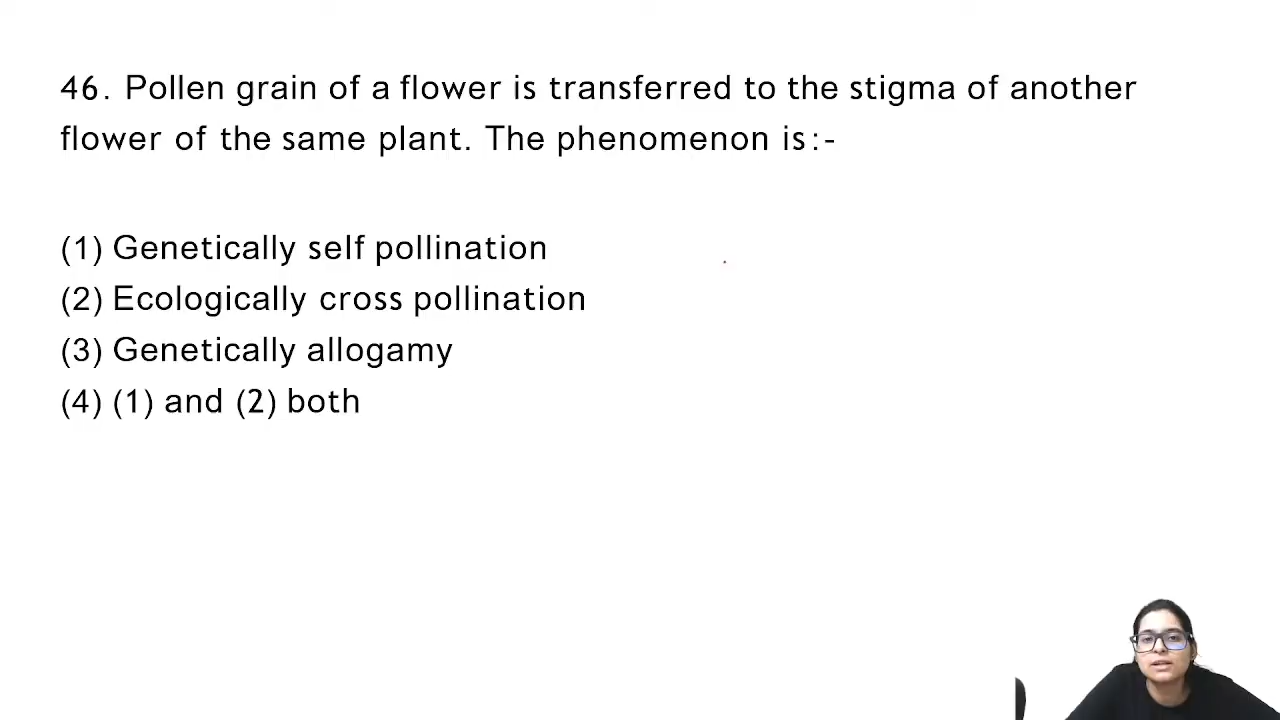 46. Pollen grain of a flower is transferred to the stigma of another
flower of the same plant. The phenomenon is:-
(1) Genetically self pollination
(2) Ecologically cross pollination
(3) Genetically allogamy
(4) (1) and (2) both